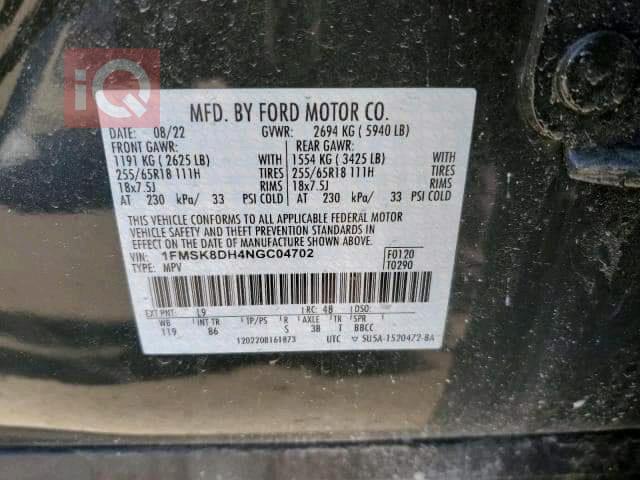 iQ
MFD. BY FORD MOTOR CO.
DATE: 08/22 GVWR: 2694 KG ( 5940 LB)
FRONT GAWR: REAR GAWR:
1191 KG ( 2625 LB) WITH 1554 KG ( 3425 LB) WITH
255/65R18 111H TIRES 255/65R18 111H TIRES
18x7.5J RIMS 18x7.5J RIMS
AT 230 kPa/ 33 PSI COLD AT 230 kPa/ 33 PSI COLD
THIS VEHICLE CONFORMS TO ALL APPLICABLE FEDERAL MOTOR
VEHICLE SAFETY AND THEFT PREVENTION STANDARDS IN
EFFECT ON THE DATE OF MANUFACTURE SHOWN ABOVE.
VIN: 1FMSK8DH4NGC04702 F0120
TYPE: MPV T0290
EXT PNT: L9 RC: 48 DSO:
WB INT TR TP/PS R AXLE TR SPR
119 86 S 3B T BBCC
1202208161873 UTC SU5A-1520472-BA